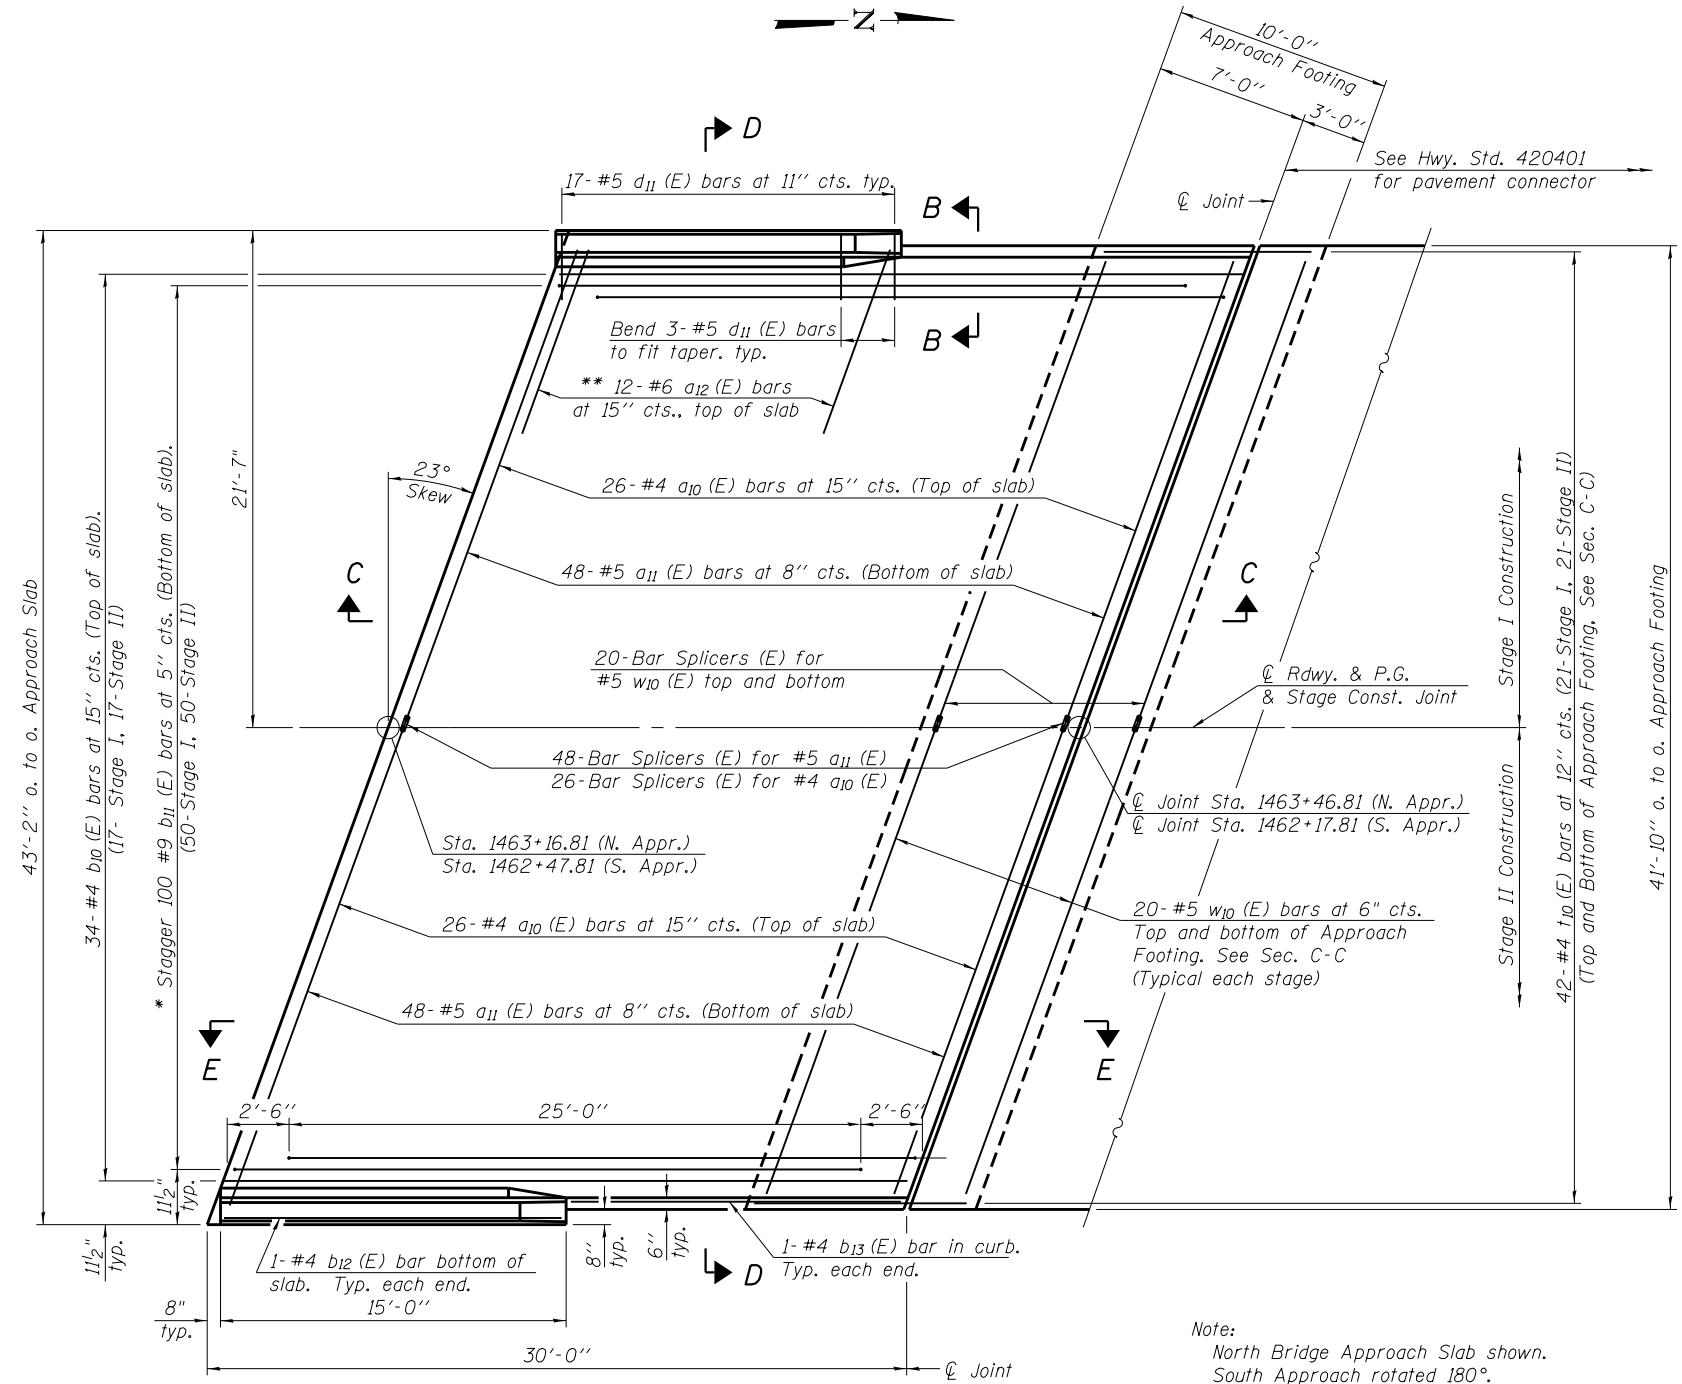 N
10'-0"
Approach Footing
7'-0"
3'-0"
D
See Hwy. Std. 420401
for pavement connector
17- #5 d11 (E) bars at 11" cts. typ.
B
℄ Joint
Bend 3- #5 d11 (E) bars
to fit taper. typ.
B
** 12- #6 a12 (E) bars
at 15" cts., top of slab
21'-7"
23°
Skew
26- #4 a10 (E) bars at 15" cts. (Top of slab)
43'-2" o. to o. Approach Slab
34- #4 b10 (E) bars at 15" cts. (Top of slab).
(17- Stage I, 17- Stage II)
* Stagger 100 #9 b11 (E) bars at 5" cts. (Bottom of slab).
(50-Stage I, 50-Stage II)
C
48- #5 a11 (E) bars at 8" cts. (Bottom of slab)
C
Stage I Construction
42- #4 t10 (E) bars at 12" cts. (21-Stage I, 21-Stage II)
(Top and Bottom of Approach Footing, See Sec. C-C)
41'-10" o. to o. Approach Footing
20-Bar Splicers (E) for
#5 w10 (E) top and bottom
℄ Rdwy. & P.G.
& Stage Const. Joint
48-Bar Splicers (E) for #5 a11 (E)
26-Bar Splicers (E) for #4 a10 (E)
℄ Joint Sta. 1463+46.81 (N. Appr.)
℄ Joint Sta. 1462+17.81 (S. Appr.)
Stage II Construction
Sta. 1463+16.81 (N. Appr.)
Sta. 1462+47.81 (S. Appr.)
26- #4 a10 (E) bars at 15" cts. (Top of slab)
20- #5 w10 (E) bars at 6" cts.
Top and bottom of Approach
Footing. See Sec. C-C
(Typical each stage)
48- #5 a11 (E) bars at 8" cts. (Bottom of slab)
E
E
2'-6"
25'-0"
2'-6"
11½"
typ.
11½"
typ.
1- #4 b12 (E) bar bottom of
slab. Typ. each end.
8"
typ.
6"
typ.
D
1- #4 b13 (E) bar in curb.
Typ. each end.
8"
typ.
15'-0"
30'-0"
℄ Joint
Note:
North Bridge Approach Slab shown.
South Approach rotated 180°.